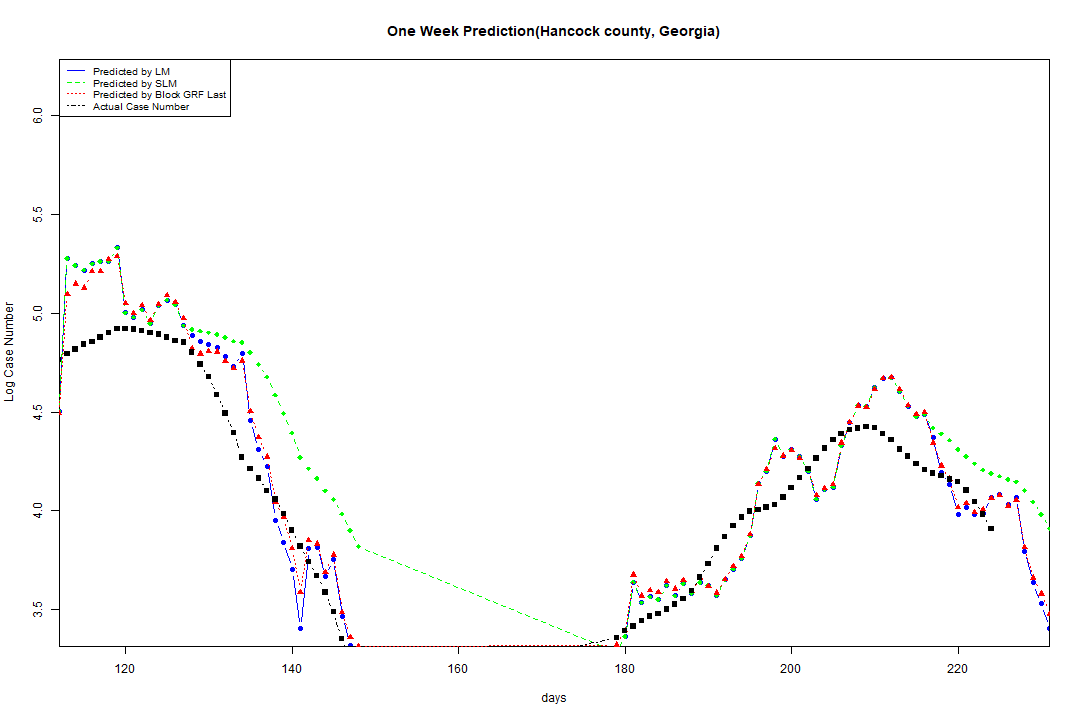 One Week Prediction(Hancock county, Georgia)
Predicted by LM
Predicted by SLM
Predicted by Block GRF Last
Actual Case Number
6.0
5.5
5.0
4.5
4.0
3.5
Log Case Number
120 140 160 180 200 220
days